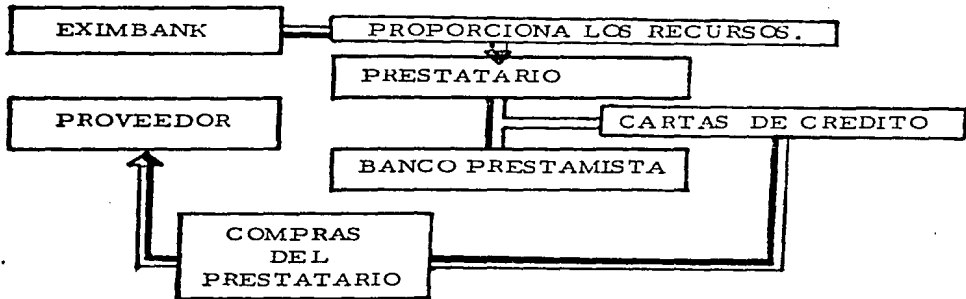 EXIMBANK
PROPORCIONA LOS RECURSOS.
PRESTATARIO
PROVEEDOR
CARTAS DE CREDITO
BANCO PRESTAMISTA
COMPRAS
DEL
PRESTATARIO